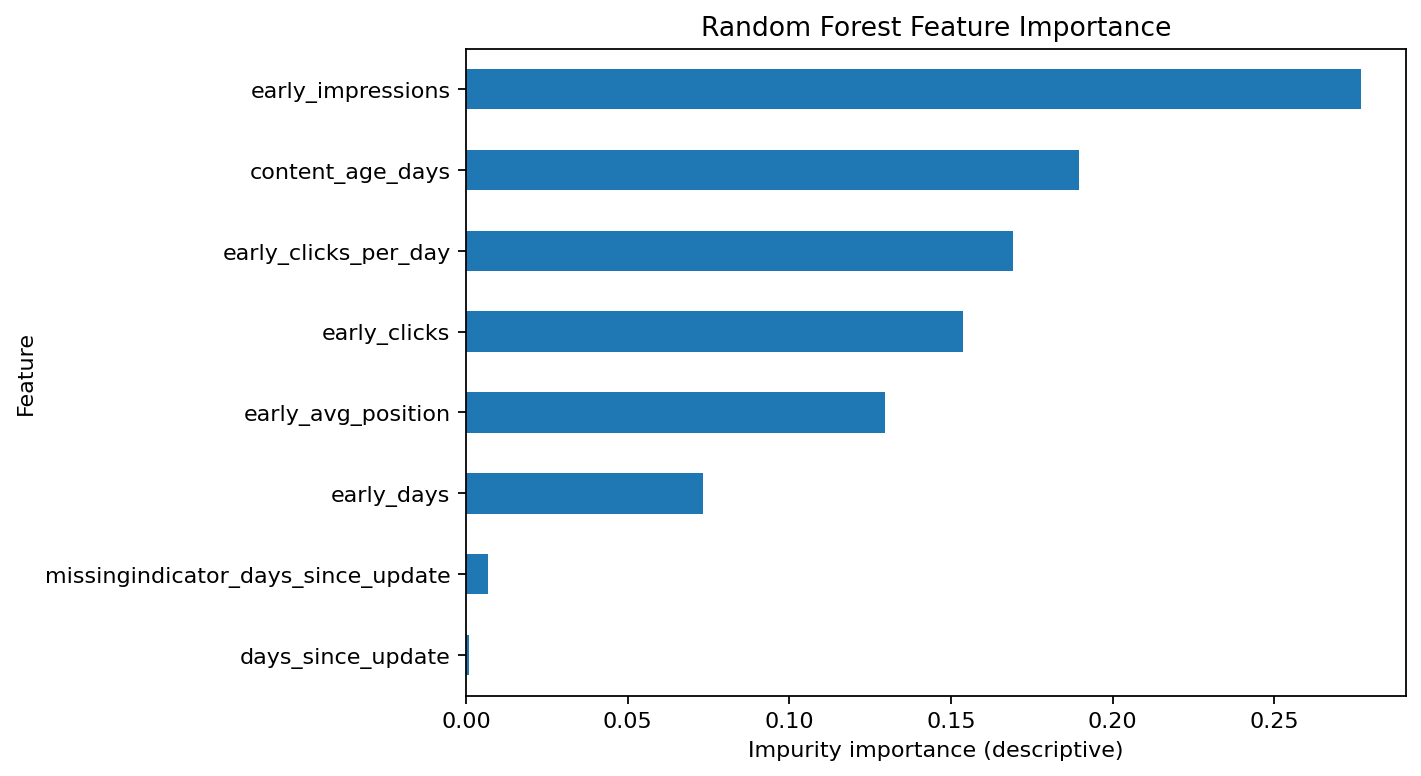 Random Forest Feature Importance
early_impressions
content_age_days
early_clicks_per_day
early_clicks
early_avg_position
early_days
missingindicator_days_since_update
days_since_update
Feature
0.00 0.05 0.10 0.15 0.20 0.25
Impurity importance (descriptive)